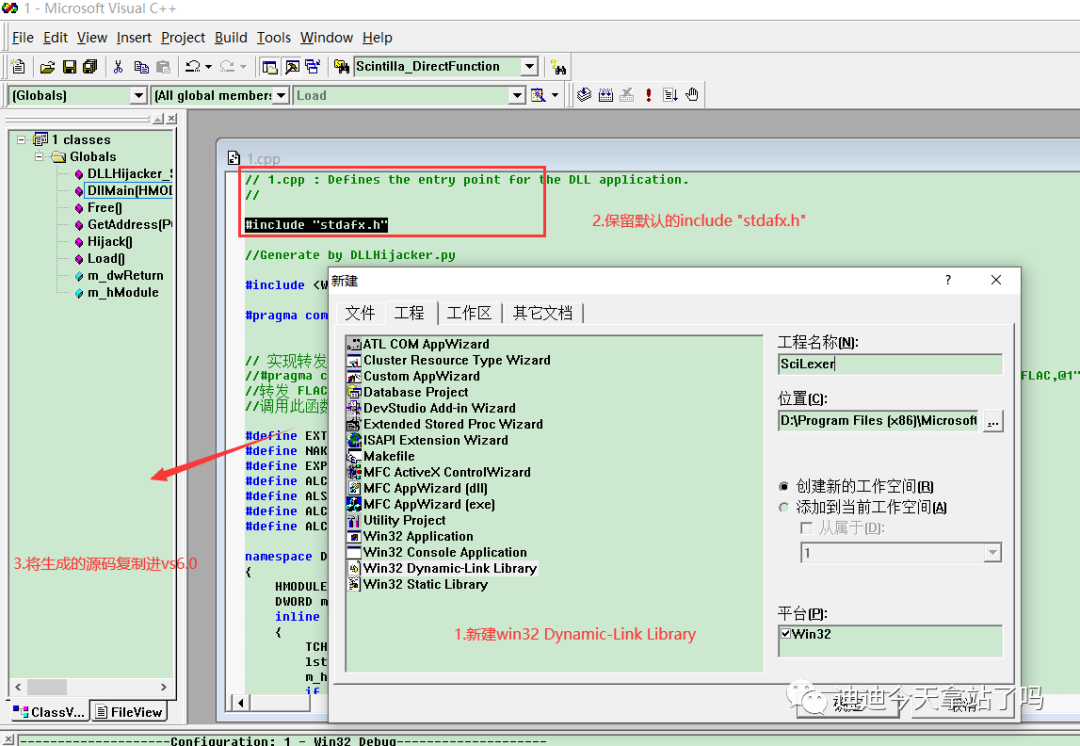 1 - Microsoft Visual C++
File Edit View Insert Project Build Tools Window Help
Scintilla_DirectFunction
(Globals) (All global members Load
1 classes
Globals
DLLHijacker_
DllMain(HMOD
Free()
GetAddress(P
Hijack()
Load()
m_dwReturn
m_hModule
ClassV... FileView
1.cpp
// 1.cpp : Defines the entry point for the DLL application.
//
#include "stdafx.h"
2.保留默认的include "stdafx.h"
//Generate by DLLHijacker.py
#include <W
#pragma com
// 实现转发
//#pragma c
FLAC,@1"
//转发 FLAC
//调用此函数
#define EXT
#define NAK
#define EXP
#define ALC
#define ALS
#define ALC
#define ALC
namespace D
{
HMODULE
DWORD m
inline
{
TCH
lst
m_h
if
3.将生成的源码复制进vs6.0
新建
?
文件 工程 工作区 其它文档
ATL COM AppWizard
Cluster Resource Type Wizard
Custom AppWizard
Database Project
DevStudio Add-in Wizard
Extended Stored Proc Wizard
ISAPI Extension Wizard
Makefile
MFC ActiveX ControlWizard
MFC AppWizard (dll)
MFC AppWizard (exe)
Utility Project
Win32 Application
Win32 Console Application
Win32 Dynamic-Link Library
Win32 Static Library
1.新建win32 Dynamic-Link Library
工程名称(N):
SciLexer
位置(C):
D:\Program Files (x86)\Microsoft
...
创建新的工作空间(R)
添加到当前工作空间(A)
从属于(D):
1
平台(P):
Win32
迪迪今天拿站了吗
取消
--------------------Configuration: 1 - Win32 Debug--------------------